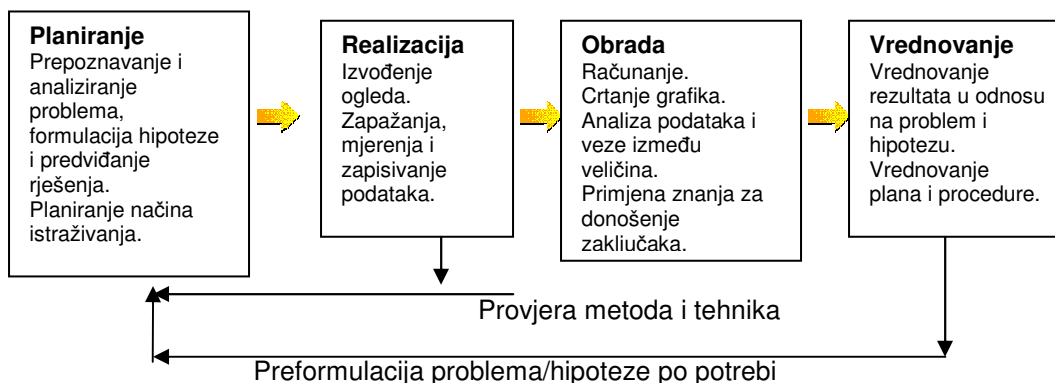 Planiranje
Prepoznavanje i
analiziranje
problema,
formulacija hipoteze
i predviđanje
rješenja.
Planiranje načina
istraživanja.
Realizacija
Izvođenje
ogleda.
Zapažanja,
mjerenja i
zapisivanje
podataka.
Obrada
Računanje.
Crtanje grafika.
Analiza podataka i
veze između
veličina.
Primjena znanja za
donošenje
zakliučaka.
Vrednovanje
Vrednovanje
rezultata u odnosu
na problem i
hipotezu.
Vrednovanje
plana i procedure.
Provjera metoda i tehnika
Preformulacija problema/hipoteze po potrebi